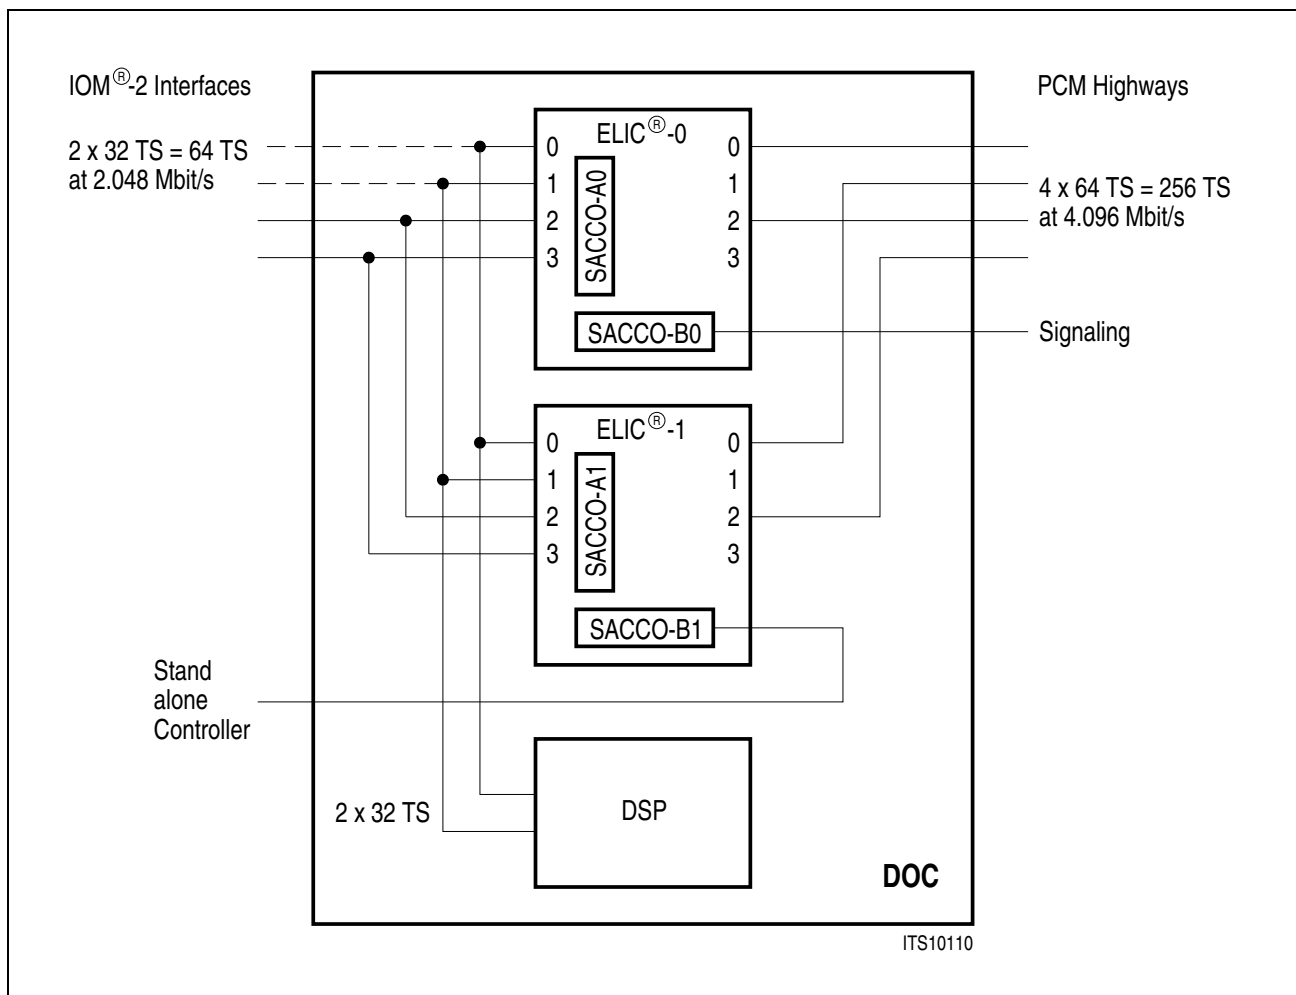 IOM®-2 Interfaces
PCM Highways
2 x 32 TS = 64 TS
at 2.048 Mbit/s
4 x 64 TS = 256 TS
at 4.096 Mbit/s
ELIC®-0
0
1
2
3
SACCO-A0
0
1
2
3
SACCO-B0
Signaling
ELIC®-1
0
1
2
3
SACCO-A1
0
1
2
3
SACCO-B1
Stand
alone
Controller
2 x 32 TS
DSP
DOC
ITS10110